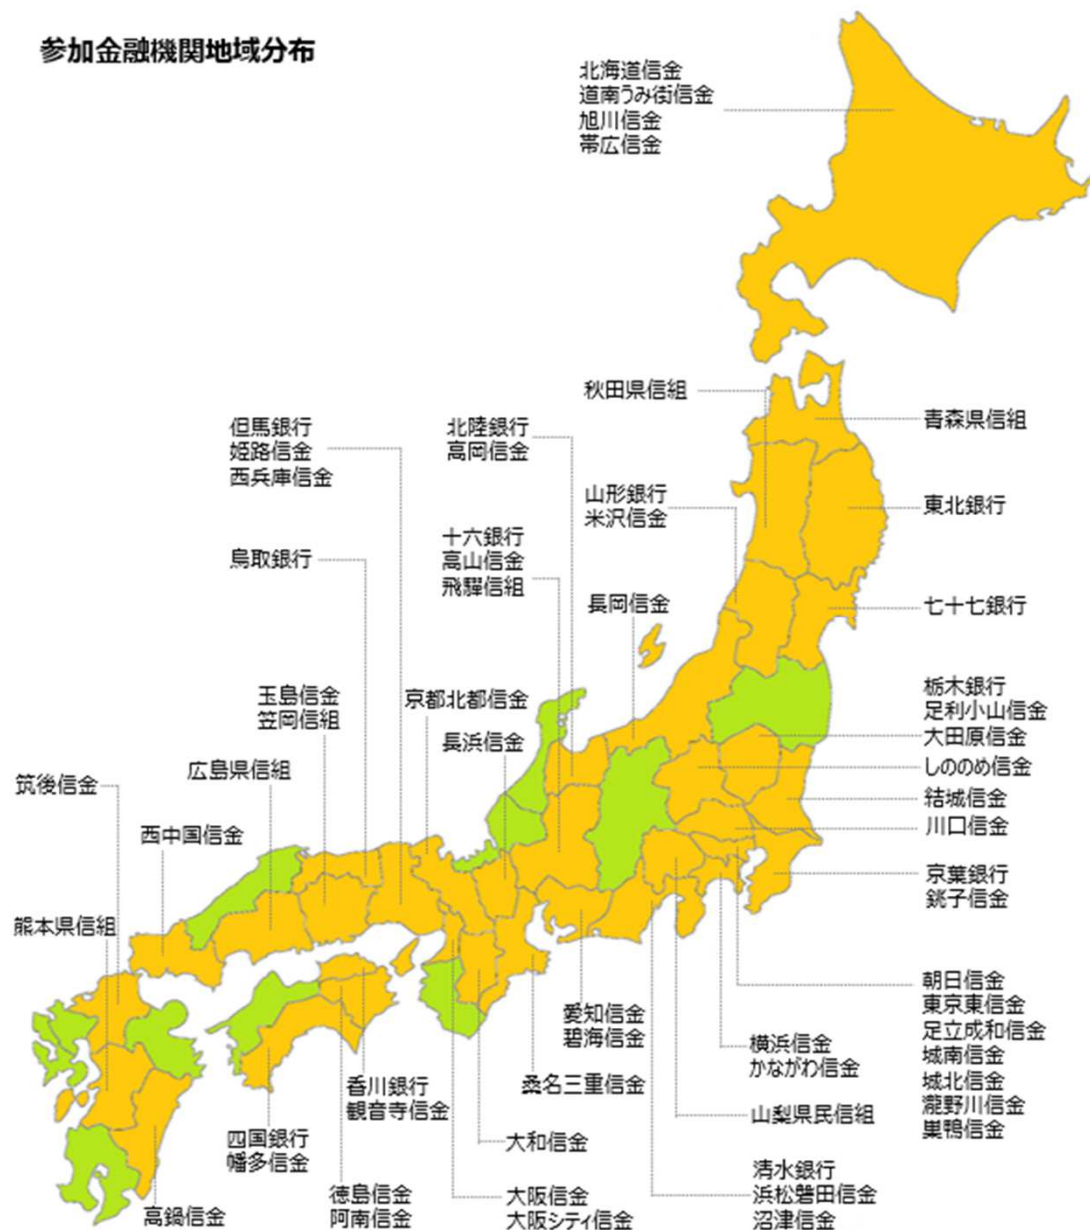 参加金融機関地域分布
北海道信金
道南うみ街信金
旭川信金
帯広信金
秋田県信組
青森県信組
但馬銀行
姫路信金
西兵庫信金
北陸銀行
高岡信金
山形銀行
米沢信金
東北銀行
十六銀行
高山信金
飛騨信組
鳥取銀行
長岡信金
七十七銀行
玉島信金
笠岡信組
京都北都信金
長浜信金
栃木銀行
足利小山信金
大田原信金
しののめ信金
結城信金
川口信金
広島県信組
筑後信金
西中国信金
京葉銀行
銚子信金
熊本県信組
朝日信金
東京東信金
足立成和信金
城南信金
城北信金
瀧野川信金
巣鴨信金
愛知信金
碧海信金
横浜信金
かながわ信金
桑名三重信金
香川銀行
観音寺信金
山梨県民信組
四国銀行
幡多信金
大和信金
清水銀行
浜松磐田信金
沼津信金
高鍋信金
徳島信金
阿南信金
大阪信金
大阪シティ信金